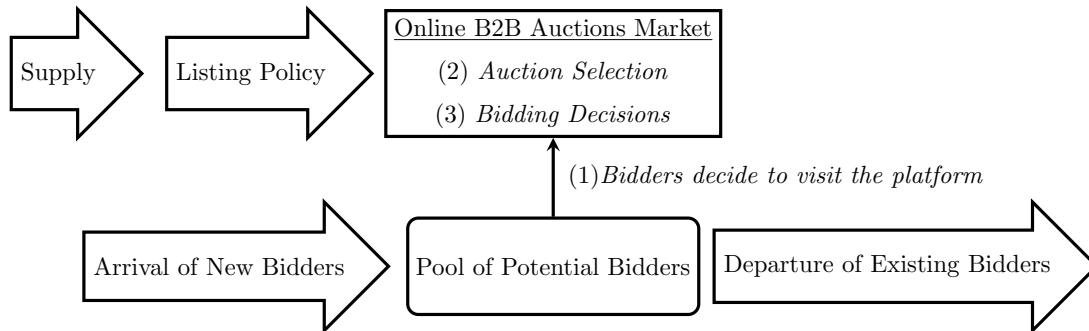 Supply
Listing Policy
Online B2B Auctions Market
(2) Auction Selection
(3) Bidding Decisions
(1)Bidders decide to visit the platform
Arrival of New Bidders
Pool of Potential Bidders
Departure of Existing Bidders